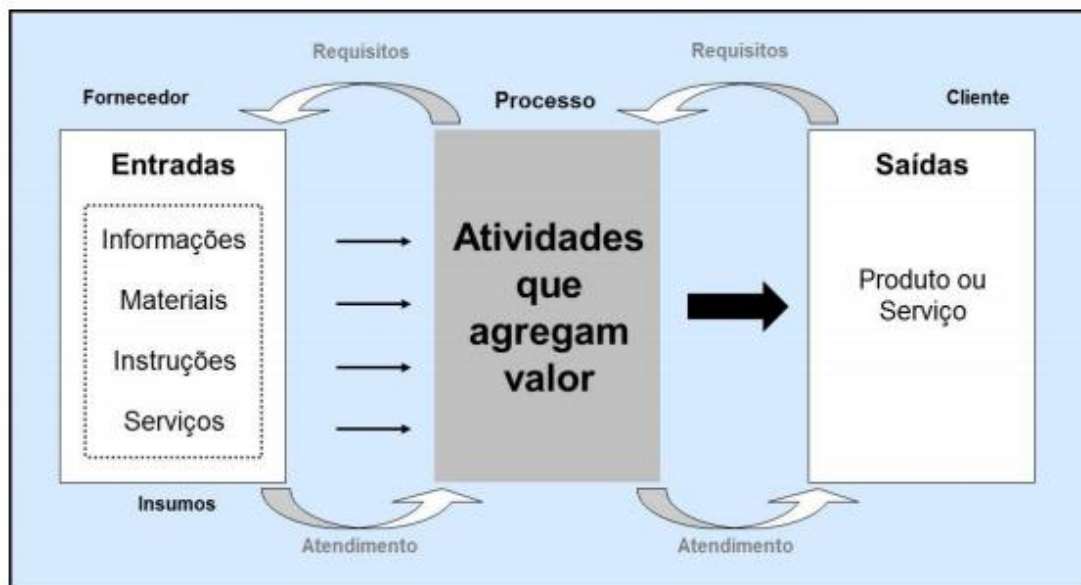 Requisitos
Requisitos
Fornecedor
Processo
Cliente
Entradas
Informações
Materiais
Instruções
Serviços
Insumos
Atividades
que
agregam
valor
Saídas
Produto ou
Serviço
Atendimento
Atendimento